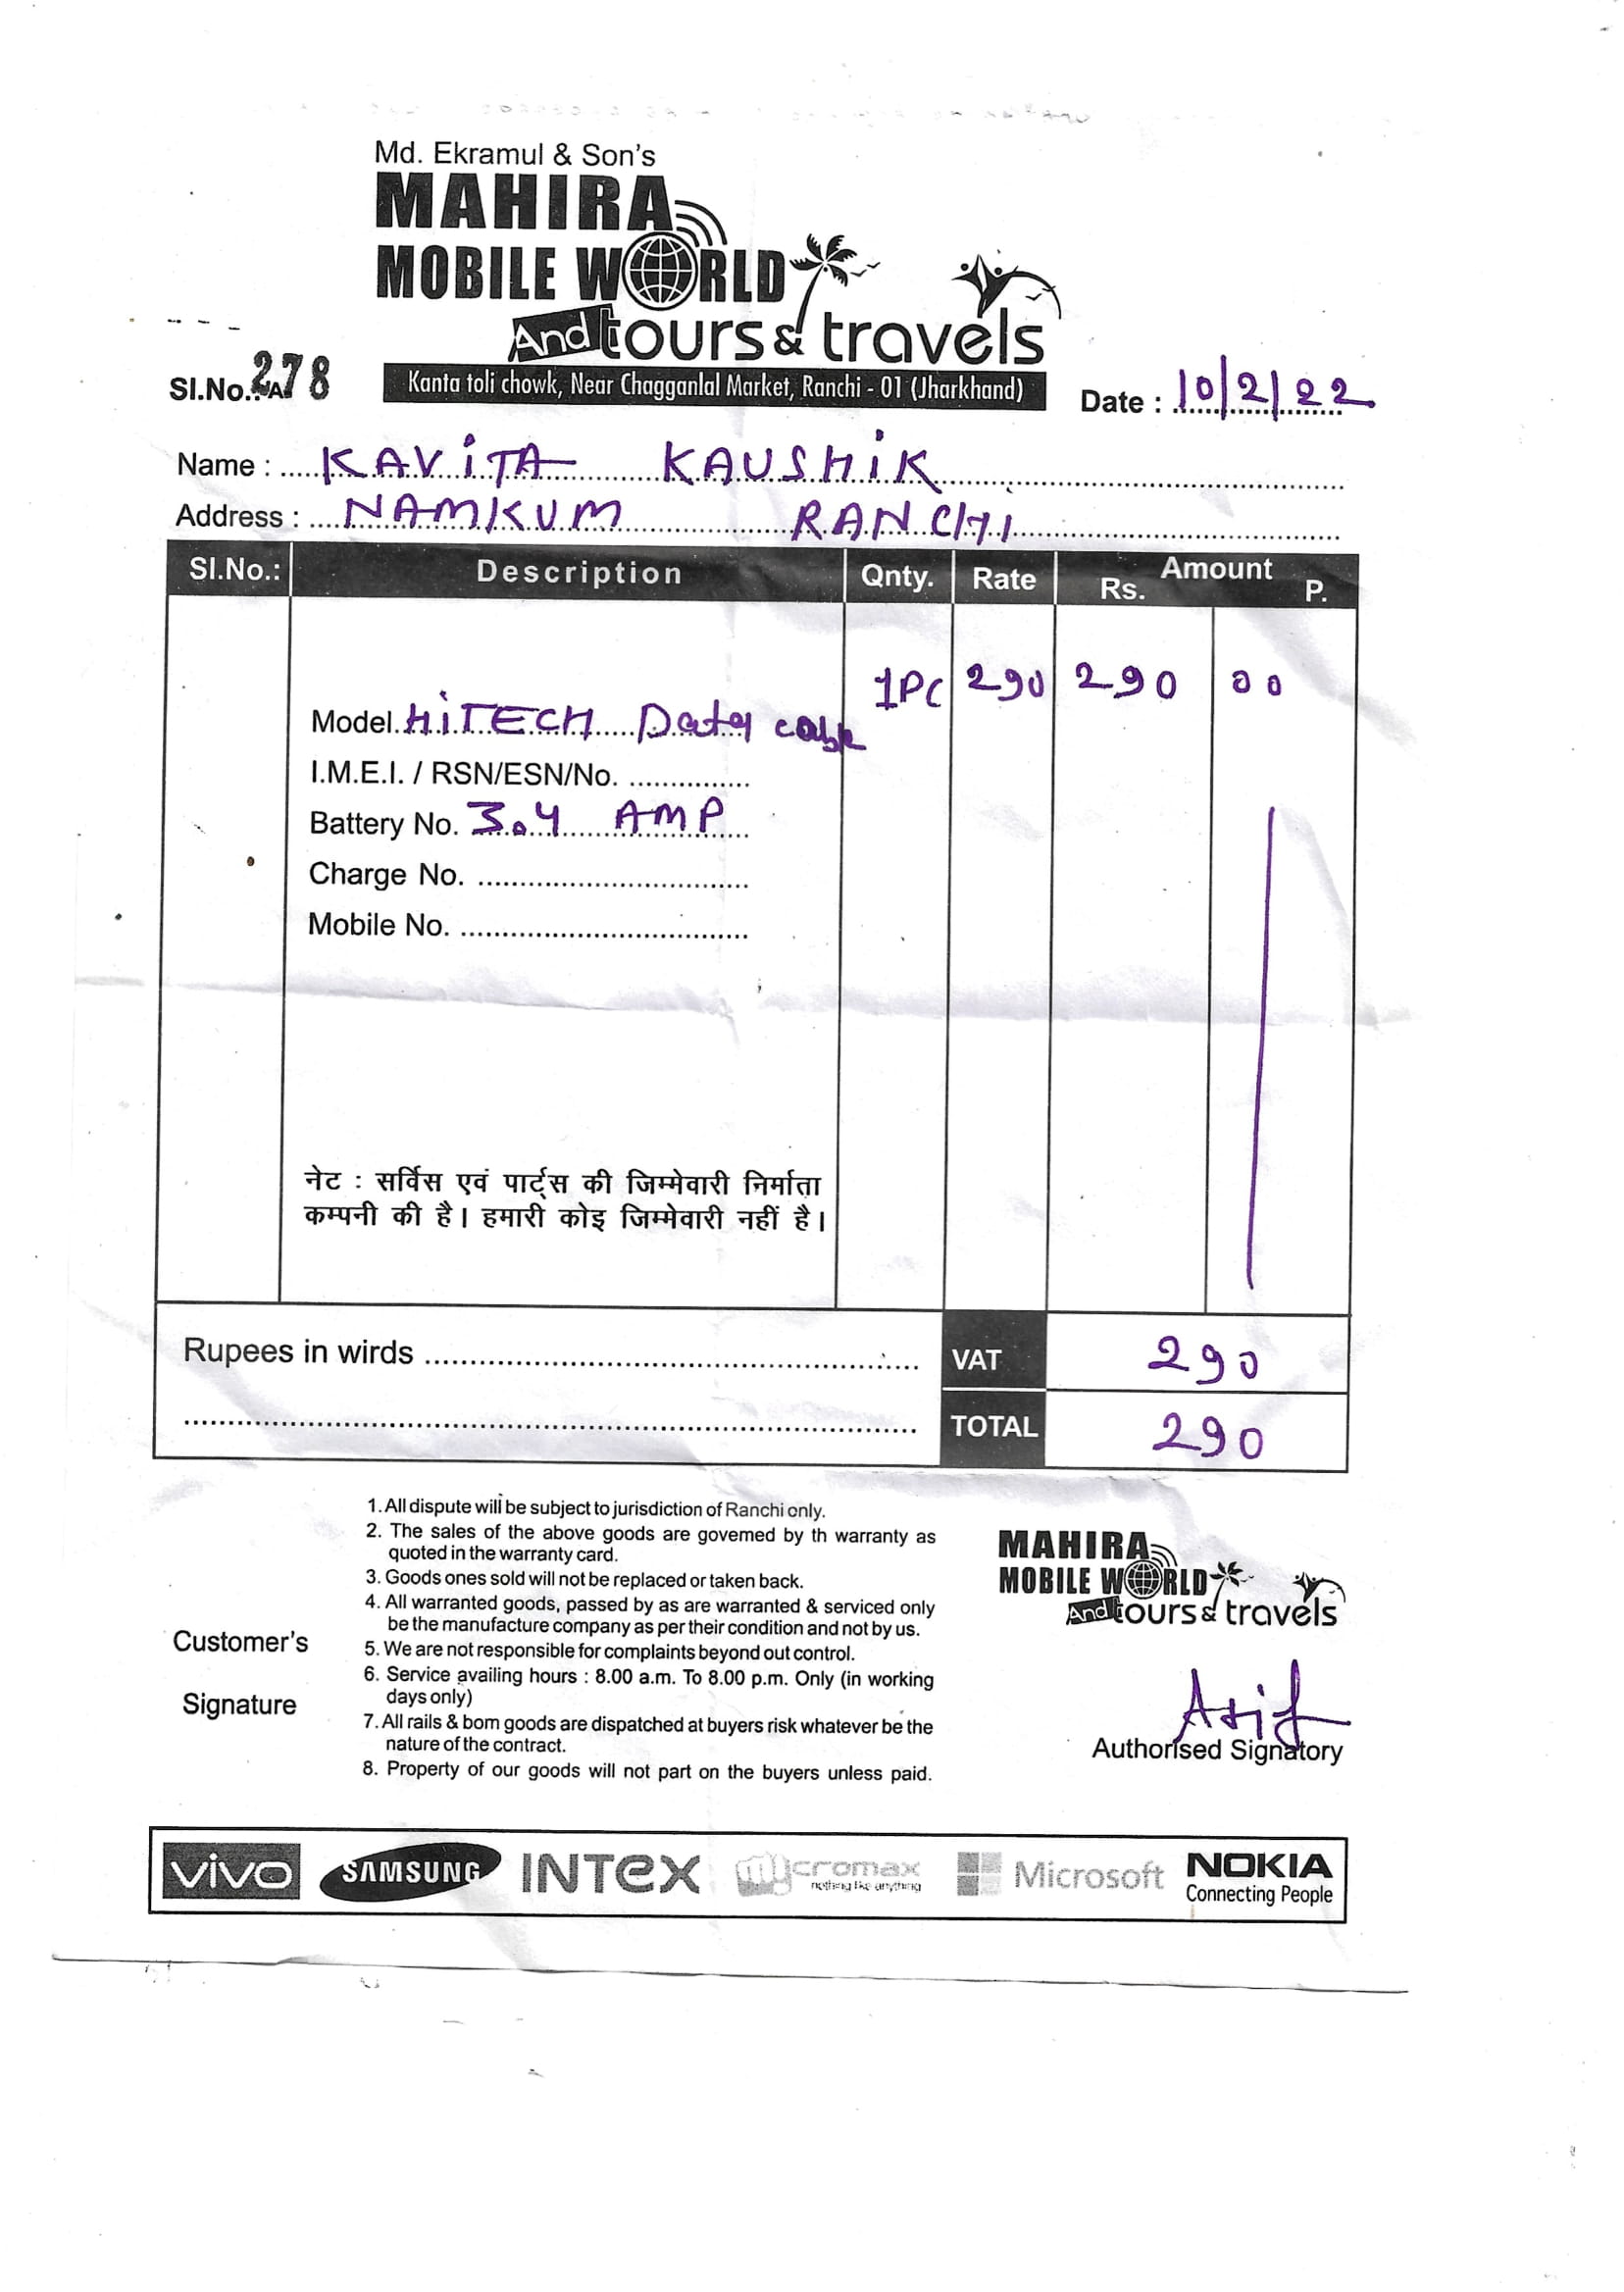 Md. Ekramul & Son's
MAHIRA
MOBILE WORLD
And tours & travels
Kanta toli chowk, Near Chagganlal Market, Ranchi - 01 (Jharkhand)
Sl.No. 278
Date : 10/2/22
Name : KAVITA KAUSHIK
Address : NAMKUM RANCHI
Sl.No.: Description Qnty. Rate Amount
Rs. P.
1PC 290 290 00
Model. HiTECH Data cable
I.M.E.I. / RSN/ESN/No.
Battery No. 3.4 AMP
Charge No.
Mobile No.
नेट : सर्विस एवं पार्ट्स की जिम्मेवारी निर्माता
कम्पनी की है। हमारी कोइ जिम्मेवारी नहीं है।
Rupees in wirds VAT 290
TOTAL 290
1. All dispute will be subject to jurisdiction of Ranchi only.
2. The sales of the above goods are govemed by th warranty as
quoted in the warranty card.
3. Goods ones sold will not be replaced or taken back.
4. All warranted goods, passed by as are warranted & serviced only
be the manufacture company as per their condition and not by us.
5. We are not responsible for complaints beyond out control.
6. Service availing hours : 8.00 a.m. To 8.00 p.m. Only (in working
days only)
7. All rails & bom goods are dispatched at buyers risk whatever be the
nature of the contract.
8. Property of our goods will not part on the buyers unless paid.
Customer's
Signature
MAHIRA
MOBILE WORLD
And tours & travels
Asif
Authorised Signatory
vivo SAMSUNG INTEX Micromax Microsoft NOKIA
nothing like anything Connecting People